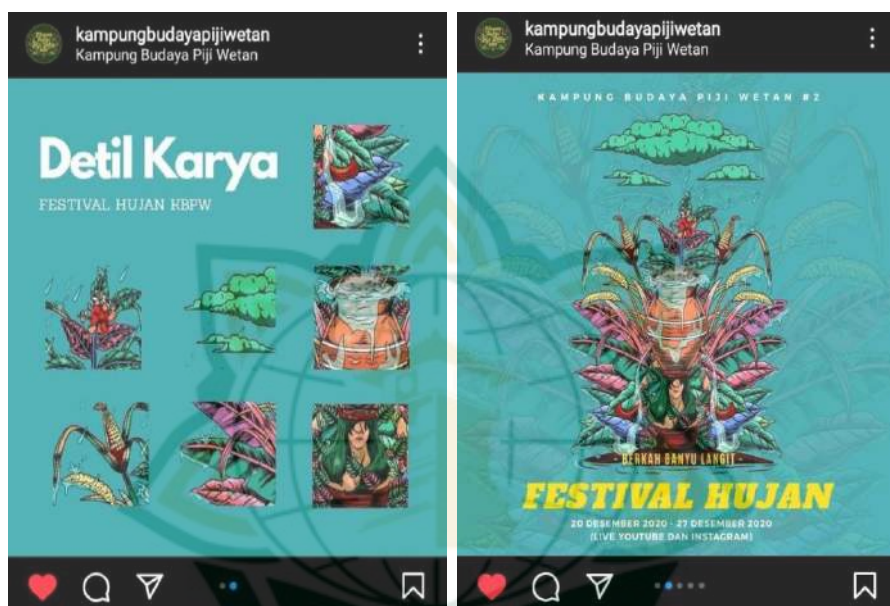 kampungbudayapijiwetan
Kampung Budaya Piji Wetan
Detil Karya
FESTIVAL HUJAN KBPW
kampungbudayapijiwetan
Kampung Budaya Piji Wetan
KAMPUNG BUDAYA PIJI WETAN #2
- BERKAH BANYU LANGIT -
FESTIVAL HUJAN
20 DESEMBER 2020 - 27 DESEMBER 2020
(LIVE YOUTUBE DAN INSTAGRAM)